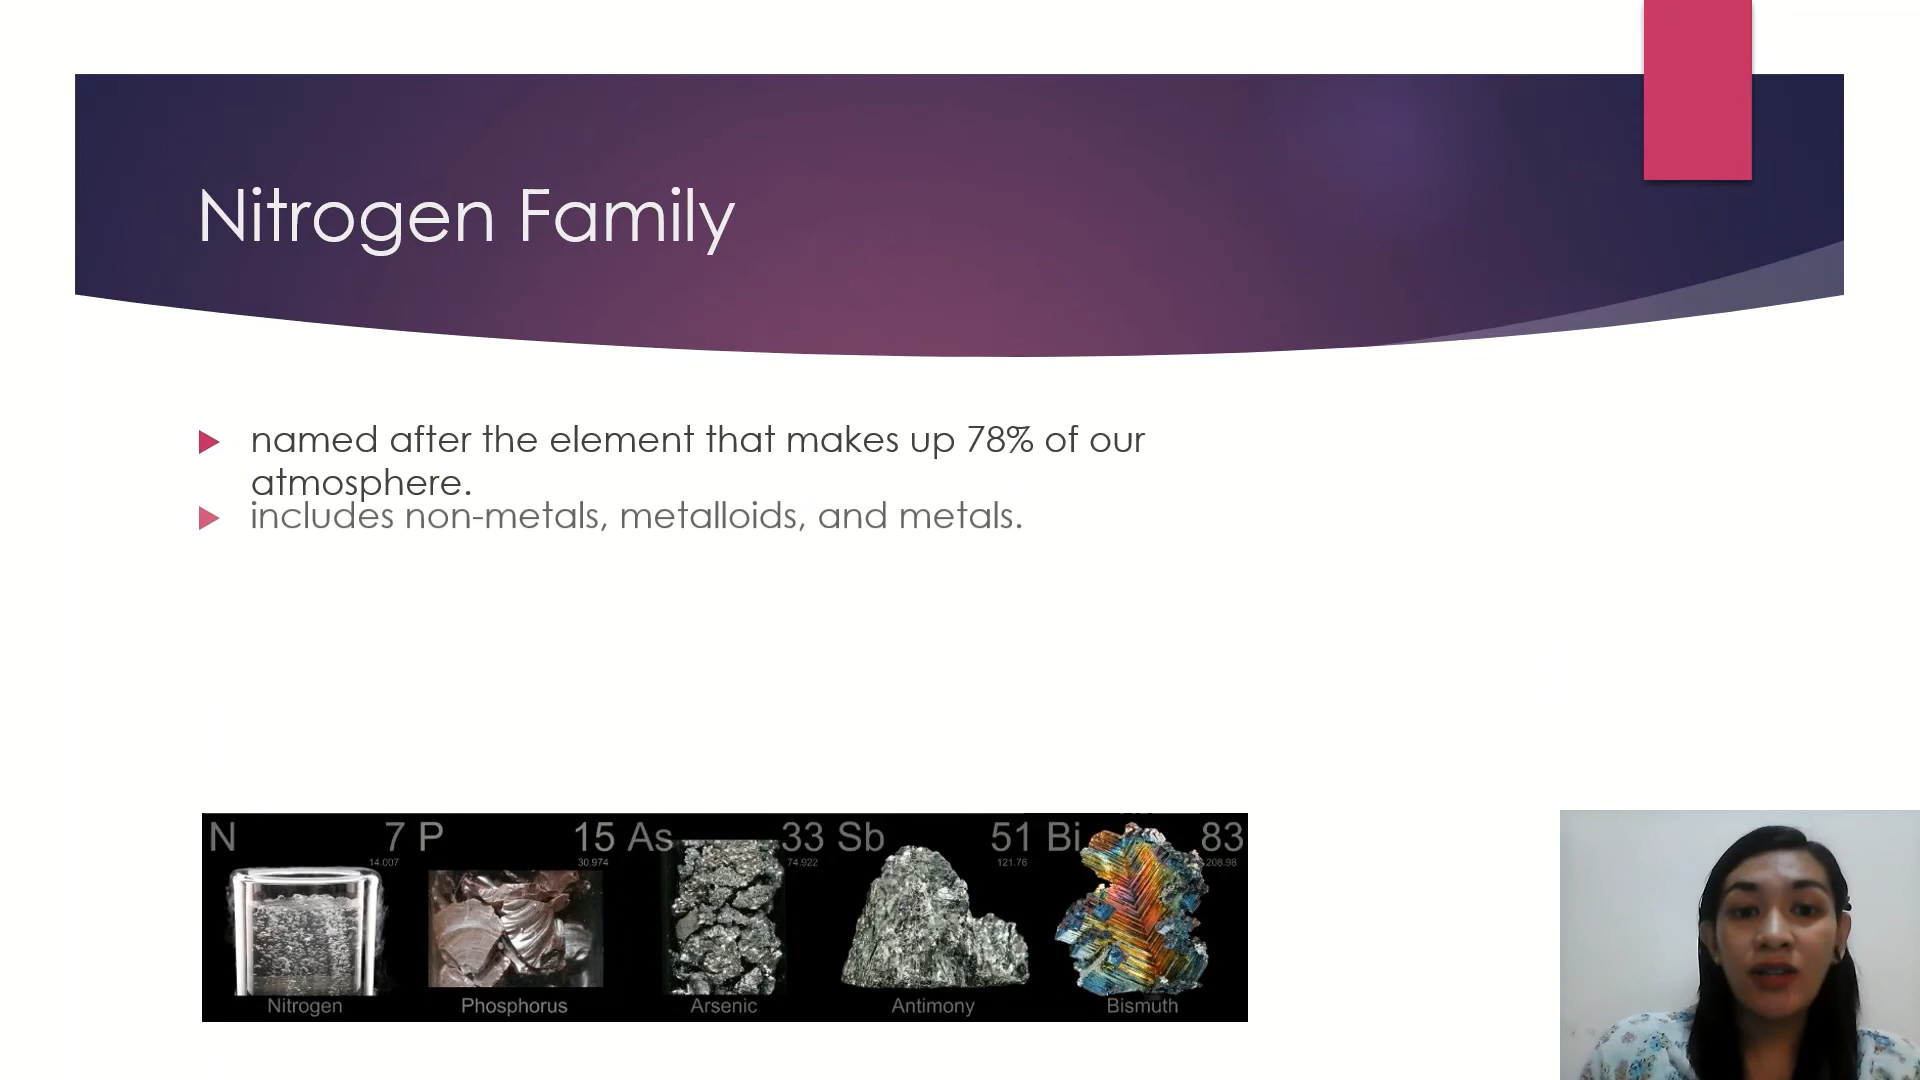 Nitrogen Family
named after the element that makes up 78% of our
atmosphere.
includes non-metals, metalloids, and metals.
N 7 P 15 As 33 Sb 51 Bi 83
14.007 30.974 74.922 121.76 208.98
Nitrogen Phosphorus Arsenic Antimony Bismuth